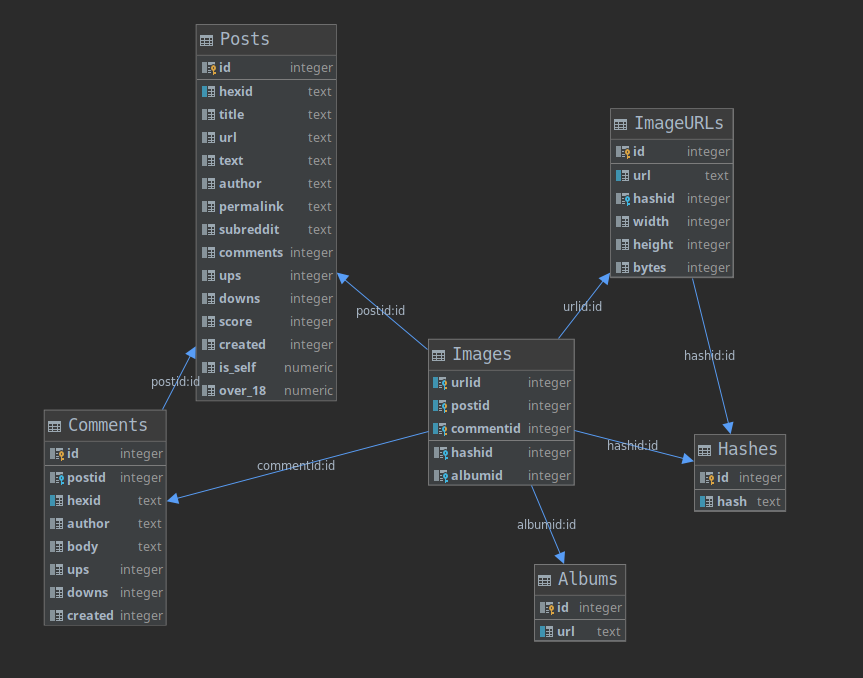 Posts
id integer
hexid text
title text
url text
text text
author text
permalink text
subreddit text
comments integer
ups integer
downs integer
score integer
created integer
is_self numeric
over_18 numeric
ImageURLs
id integer
url text
hashid integer
width integer
height integer
bytes integer
postid:id
urlid:id
Images
urlid integer
postid integer
commentid integer
hashid integer
albumid integer
hashid:id
postid:id
Comments
id integer
postid integer
hexid text
author text
body text
ups integer
downs integer
created integer
commentid:id
hashid:id
Hashes
id integer
hash text
albumid:id
Albums
id integer
url text